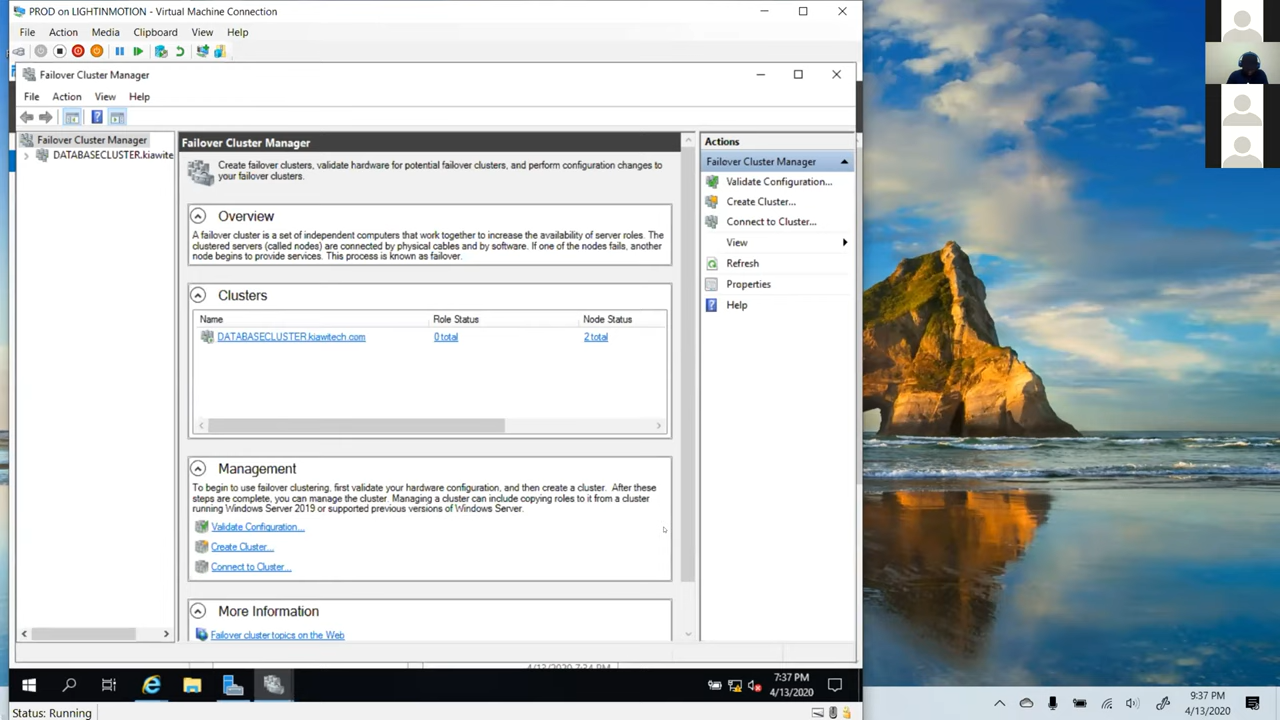 PROD on LIGHTINMOTION - Virtual Machine Connection
File Action Media Clipboard View Help
Failover Cluster Manager
File Action View Help
Failover Cluster Manager
DATABASECLUSTER.kiawite
Failover Cluster Manager
Create failover clusters, validate hardware for potential failover clusters, and perform configuration changes to
your failover clusters.
Overview
A failover cluster is a set of independent computers that work together to increase the availability of server roles. The
clustered servers (called nodes) are connected by physical cables and by software. If one of the nodes fails, another
node begins to provide services. This process is known as failover.
Clusters
Name Role Status Node Status
DATABASECLUSTER.kiawitech.com 0 total 2 total
Management
To begin to use failover clustering, first validate your hardware configuration, and then create a cluster. After these
steps are complete, you can manage the cluster. Managing a cluster can include copying roles to it from a cluster
running Windows Server 2019 or supported previous versions of Windows Server.
Validate Configuration...
Create Cluster...
Connect to Cluster...
More Information
Failover cluster topics on the Web
Actions
Failover Cluster Manager
Validate Configuration...
Create Cluster...
Connect to Cluster...
View
Refresh
Properties
Help
4/13/2020 7:34 PM
7:37 PM
4/13/2020
Status: Running
9:37 PM
4/13/2020